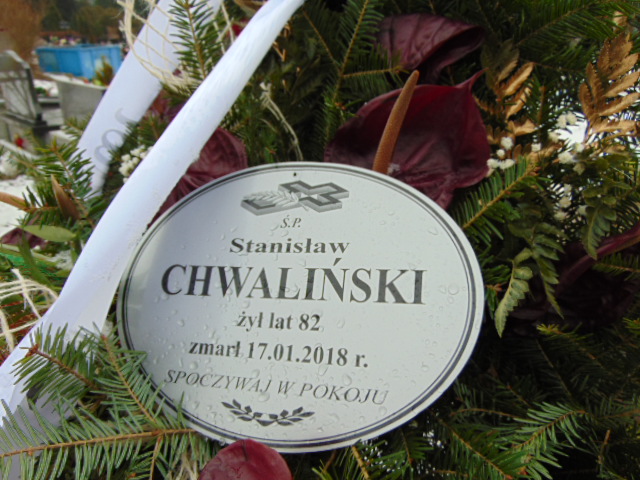 Ś.P.
Stanisław
CHWALIŃSKI
żył lat 82
zmarł 17.01.2018 r.
SPOCZYWAJ W POKOJU